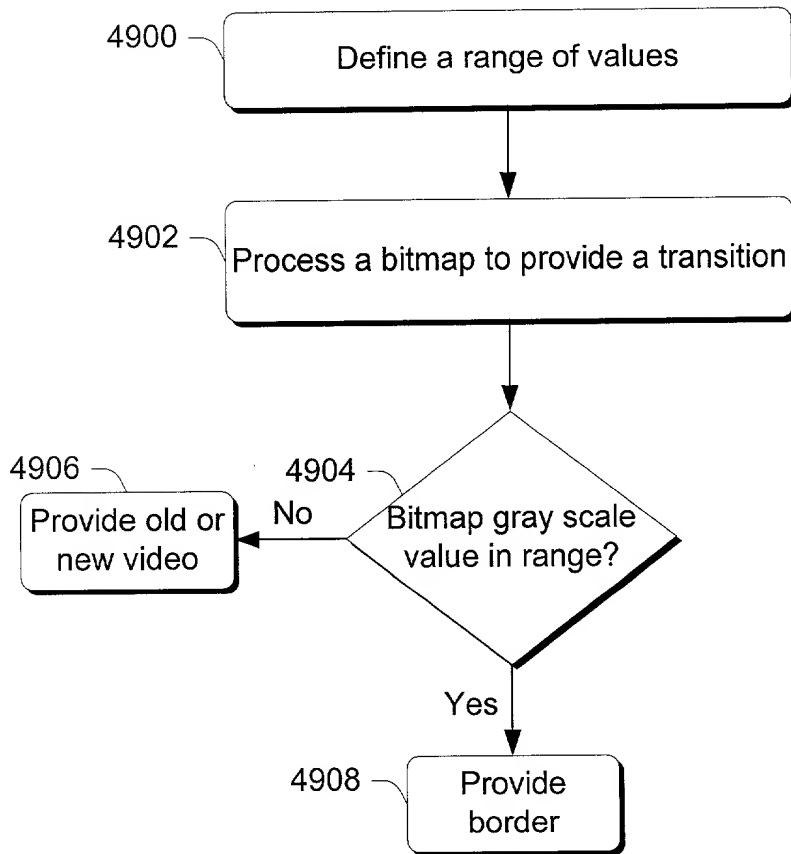 4900
Define a range of values
4902
Process a bitmap to provide a transition
4904
Bitmap gray scale
value in range?
4906
No
Provide old or
new video
Yes
4908
Provide
border